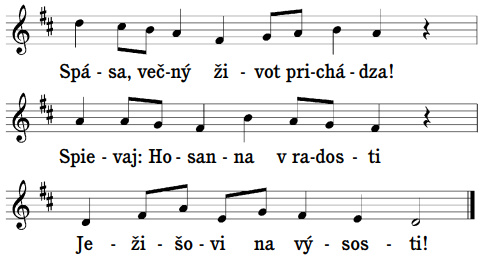 Spá - sa, več-ný ži - vot pri-chá-dza!
Spie - vaj: Ho - san - na v ra-dos - ti
Je - ži - šo - vi na vý - sos - ti!